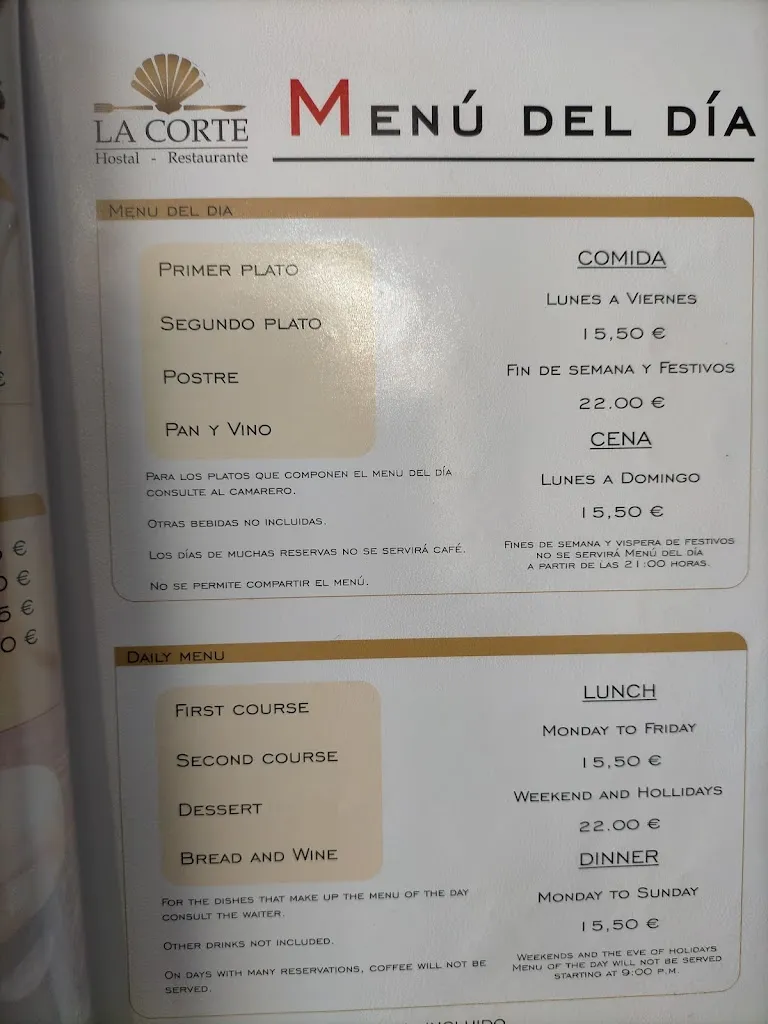 LA CORTE
Hostal - Restaurante
MENÚ DEL DÍA
MENU DEL DIA
PRIMER PLATO
SEGUNDO PLATO
POSTRE
PAN Y VINO
PARA LOS PLATOS QUE COMPONEN EL MENU DEL DÍA
CONSULTE AL CAMARERO.
OTRAS BEBIDAS NO INCLUIDAS.
LOS DÍAS DE MUCHAS RESERVAS NO SE SERVIRÁ CAFÉ.
NO SE PERMITE COMPARTIR EL MENÚ.
COMIDA
LUNES A VIERNES
15,50 €
FIN DE SEMANA Y FESTIVOS
22.00 €
CENA
LUNES A DOMINGO
15,50 €
FINES DE SEMANA Y VISPERA DE FESTIVOS
NO SE SERVIRÁ MENÚ DEL DÍA
A PARTIR DE LAS 21:00 HORAS.
DAILY MENU
FIRST COURSE
SECOND COURSE
DESSERT
BREAD AND WINE
FOR THE DISHES THAT MAKE UP THE MENU OF THE DAY
CONSULT THE WAITER.
OTHER DRINKS NOT INCLUDED.
ON DAYS WITH MANY RESERVATIONS, COFFEE WILL NOT BE
SERVED.
LUNCH
MONDAY TO FRIDAY
15,50 €
WEEKEND AND HOLLIDAYS
22.00 €
DINNER
MONDAY TO SUNDAY
15,50 €
WEEKENDS AND THE EVE OF HOLIDAYS
MENU OF THE DAY WILL NOT BE SERVED
STARTING AT 9:00 P.M.